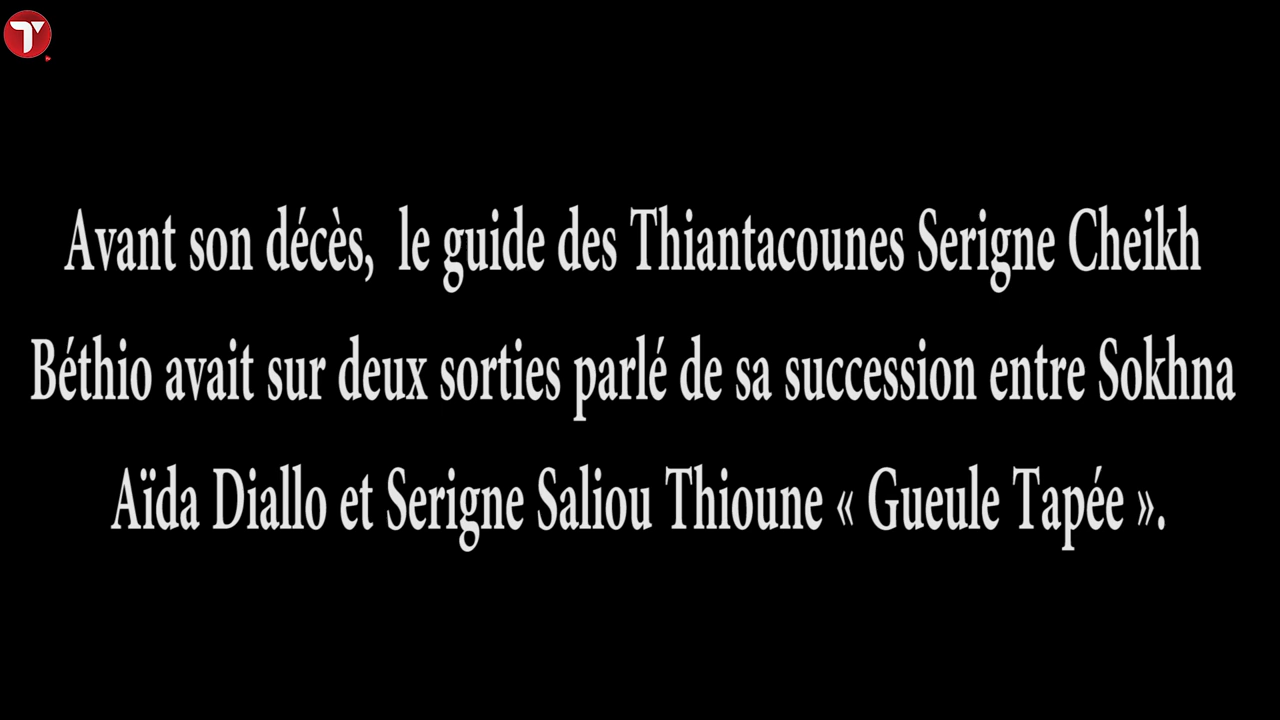 Avant son décès,  le guide des Thiantacounes Serigne Cheikh
Béthio avait sur deux sorties parlé de sa succession entre Sokhna
Aïda Diallo et Serigne Saliou Thioune « Gueule Tapée ».